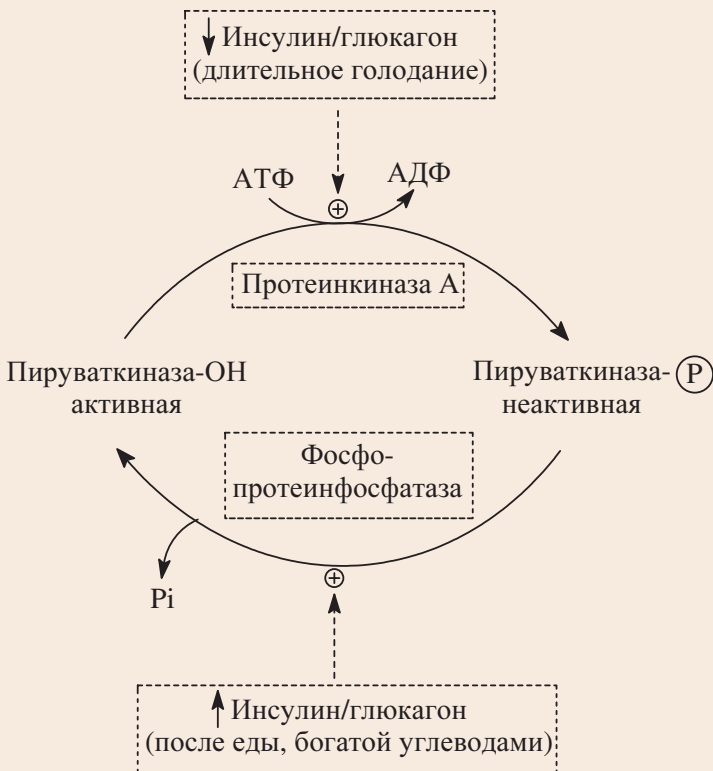 ↓ Инсулин/глюкагон
(длительное голодание)
АТФ
АДФ
Протеинкиназа А
Пируваткиназа-ОН
активная
Пируваткиназа- P
неактивная
Фосфо-
протеинфосфатаза
Pi
↑ Инсулин/глюкагон
(после еды, богатой углеводами)